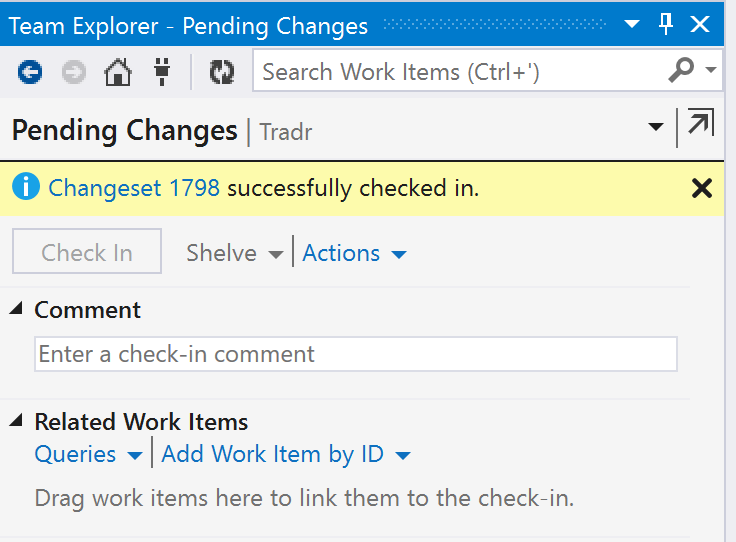 Team Explorer - Pending Changes
Search Work Items (Ctrl+')
Pending Changes | Tradr
Changeset 1798 successfully checked in.
Check In Shelve Actions
Comment
Enter a check-in comment
Related Work Items
Queries Add Work Item by ID
Drag work items here to link them to the check-in.